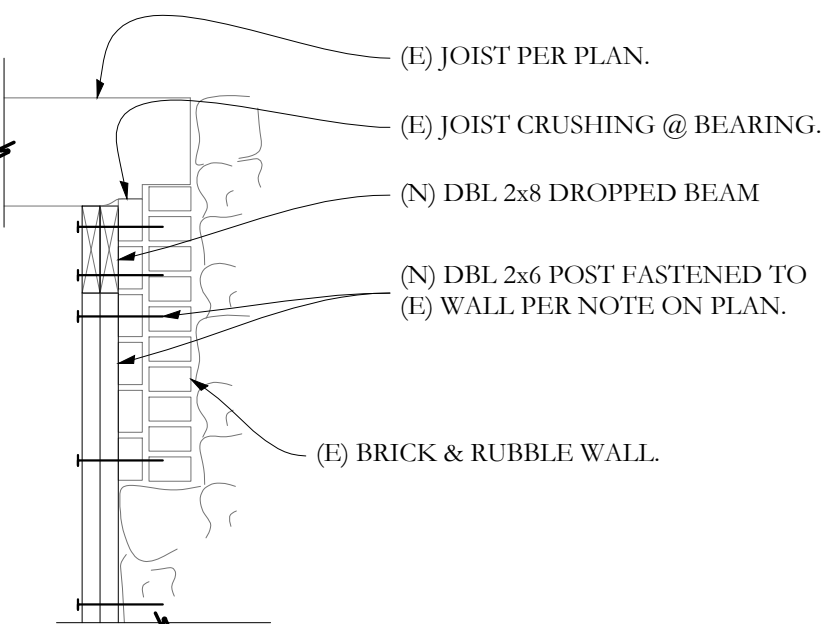 (E) JOIST PER PLAN.
(E) JOIST CRUSHING @ BEARING.
(N) DBL 2x8 DROPPED BEAM
(N) DBL 2x6 POST FASTENED TO
(E) WALL PER NOTE ON PLAN.
(E) BRICK & RUBBLE WALL.